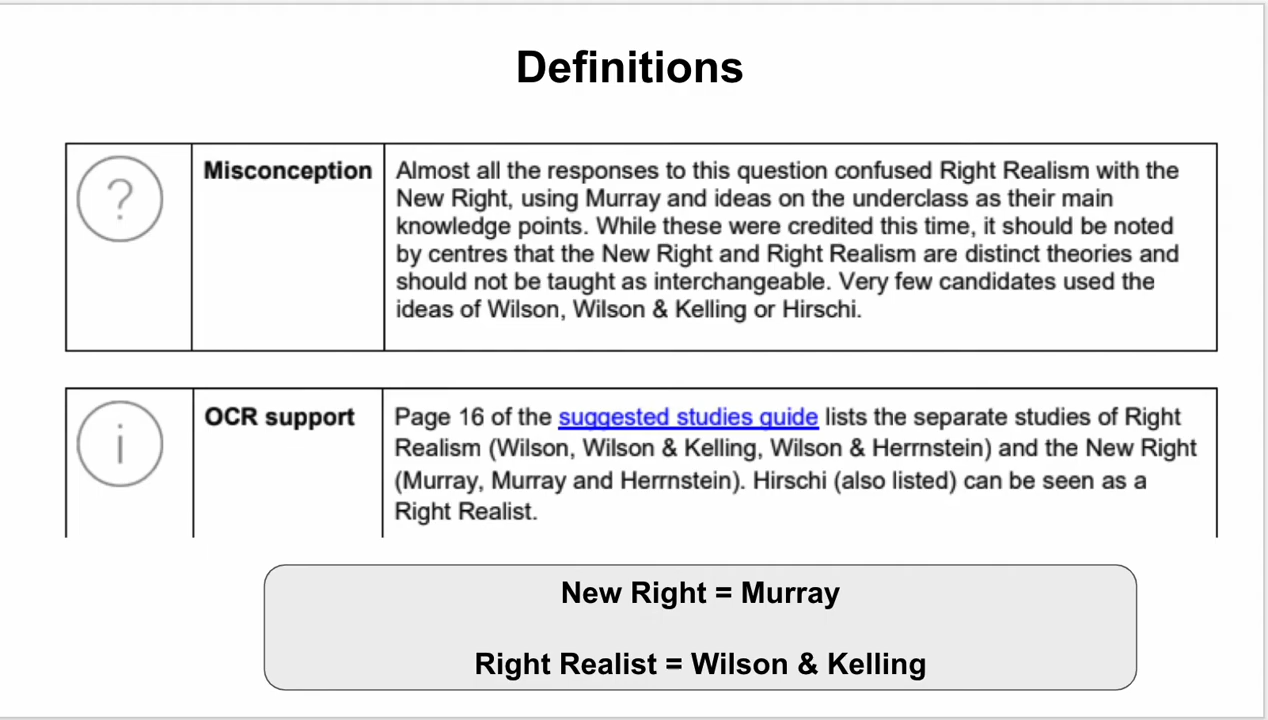 Definitions
?
Misconception
Almost all the responses to this question confused Right Realism with the
New Right, using Murray and ideas on the underclass as their main
knowledge points. While these were credited this time, it should be noted
by centres that the New Right and Right Realism are distinct theories and
should not be taught as interchangeable. Very few candidates used the
ideas of Wilson, Wilson & Kelling or Hirschi.
i
OCR support
Page 16 of the suggested studies guide lists the separate studies of Right
Realism (Wilson, Wilson & Kelling, Wilson & Herrnstein) and the New Right
(Murray, Murray and Herrnstein). Hirschi (also listed) can be seen as a
Right Realist.
New Right = Murray
Right Realist = Wilson & Kelling